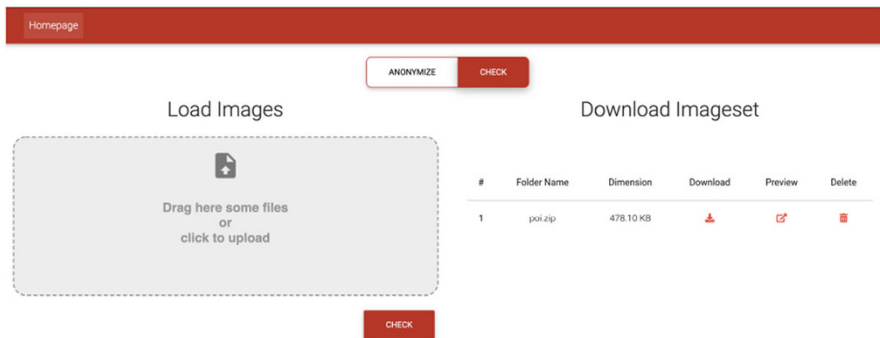 Homepage
ANONYMIZE CHECK
Load Images
Drag here some files
or
click to upload
CHECK
Download Imageset
# Folder Name Dimension Download Preview Delete
1 poi.zip 478.10 KB